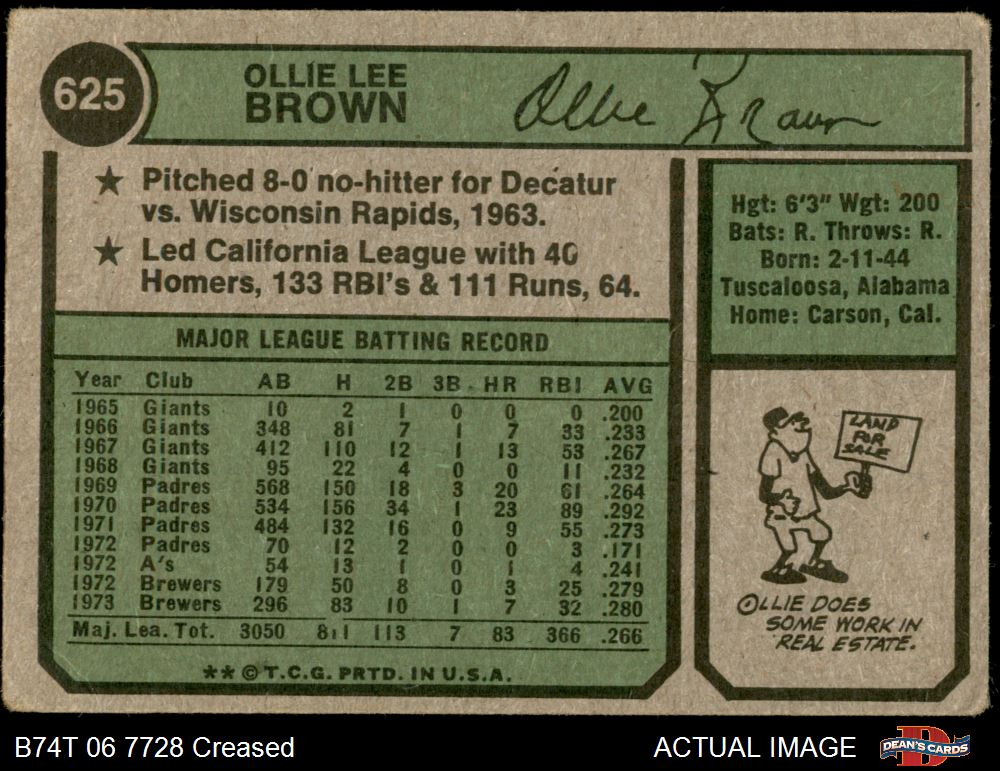 625
OLLIE LEE
BROWN
Ollie Brown
★ Pitched 8-0 no-hitter for Decatur
vs. Wisconsin Rapids, 1963.
★ Led California League with 40
Homers, 133 RBI's & 111 Runs, 64.
Hgt: 6'3" Wgt: 200
Bats: R. Throws: R.
Born: 2-11-44
Tuscaloosa, Alabama
Home: Carson, Cal.
MAJOR LEAGUE BATTING RECORD
Year Club AB H 2B 3B HR RBI AVG
1965 Giants 10 2 1 0 0 0 .200
1966 Giants 348 81 7 1 7 33 .233
1967 Giants 412 110 12 1 13 53 .267
1968 Giants 95 22 4 0 0 11 .232
1969 Padres 568 150 18 3 20 61 .264
1970 Padres 534 156 34 1 23 89 .292
1971 Padres 484 132 16 0 9 55 .273
1972 Padres 70 12 2 0 0 3 .171
1972 A's 54 13 1 0 1 4 .241
1972 Brewers 179 50 8 0 3 25 .279
1973 Brewers 296 83 10 1 7 32 .280
Maj. Lea. Tot. 3050 811 113 7 83 366 .266
** © T.C.G. PRTD. IN U.S.A.
LAND
FOR
SALE
OLLIE DOES
SOME WORK IN
REAL ESTATE.
B74T 06 7728 Creased
ACTUAL IMAGE
DEAN'S CARDS